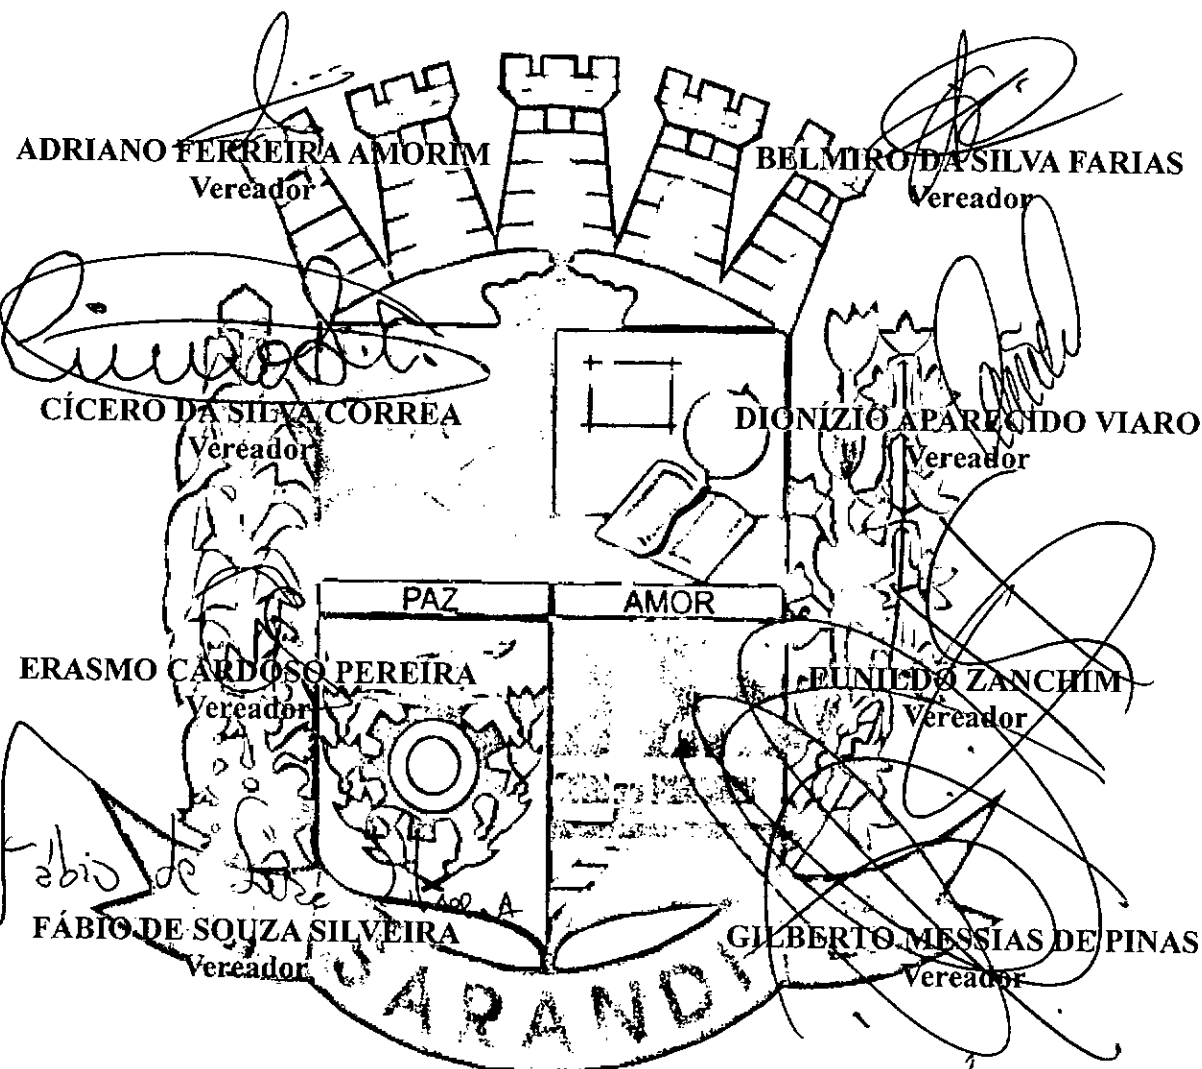 ADRIANO FERREIRA AMORIM
Vereador
BELMIRO DA SILVA FARIAS
Vereador
CÍCERO DA SILVA CORREA
Vereador
DIONÍZIO APARECIDO VIARO
Vereador
PAZ
AMOR
ERASMO CARDOSO PEREIRA
Vereador
EUNILDO ZANCHIM
Vereador
Fábio de
FÁBIO DE SOUZA SILVEIRA
Vereador
GILBERTO MESSIAS DE PINAS
Vereador
SARANDI